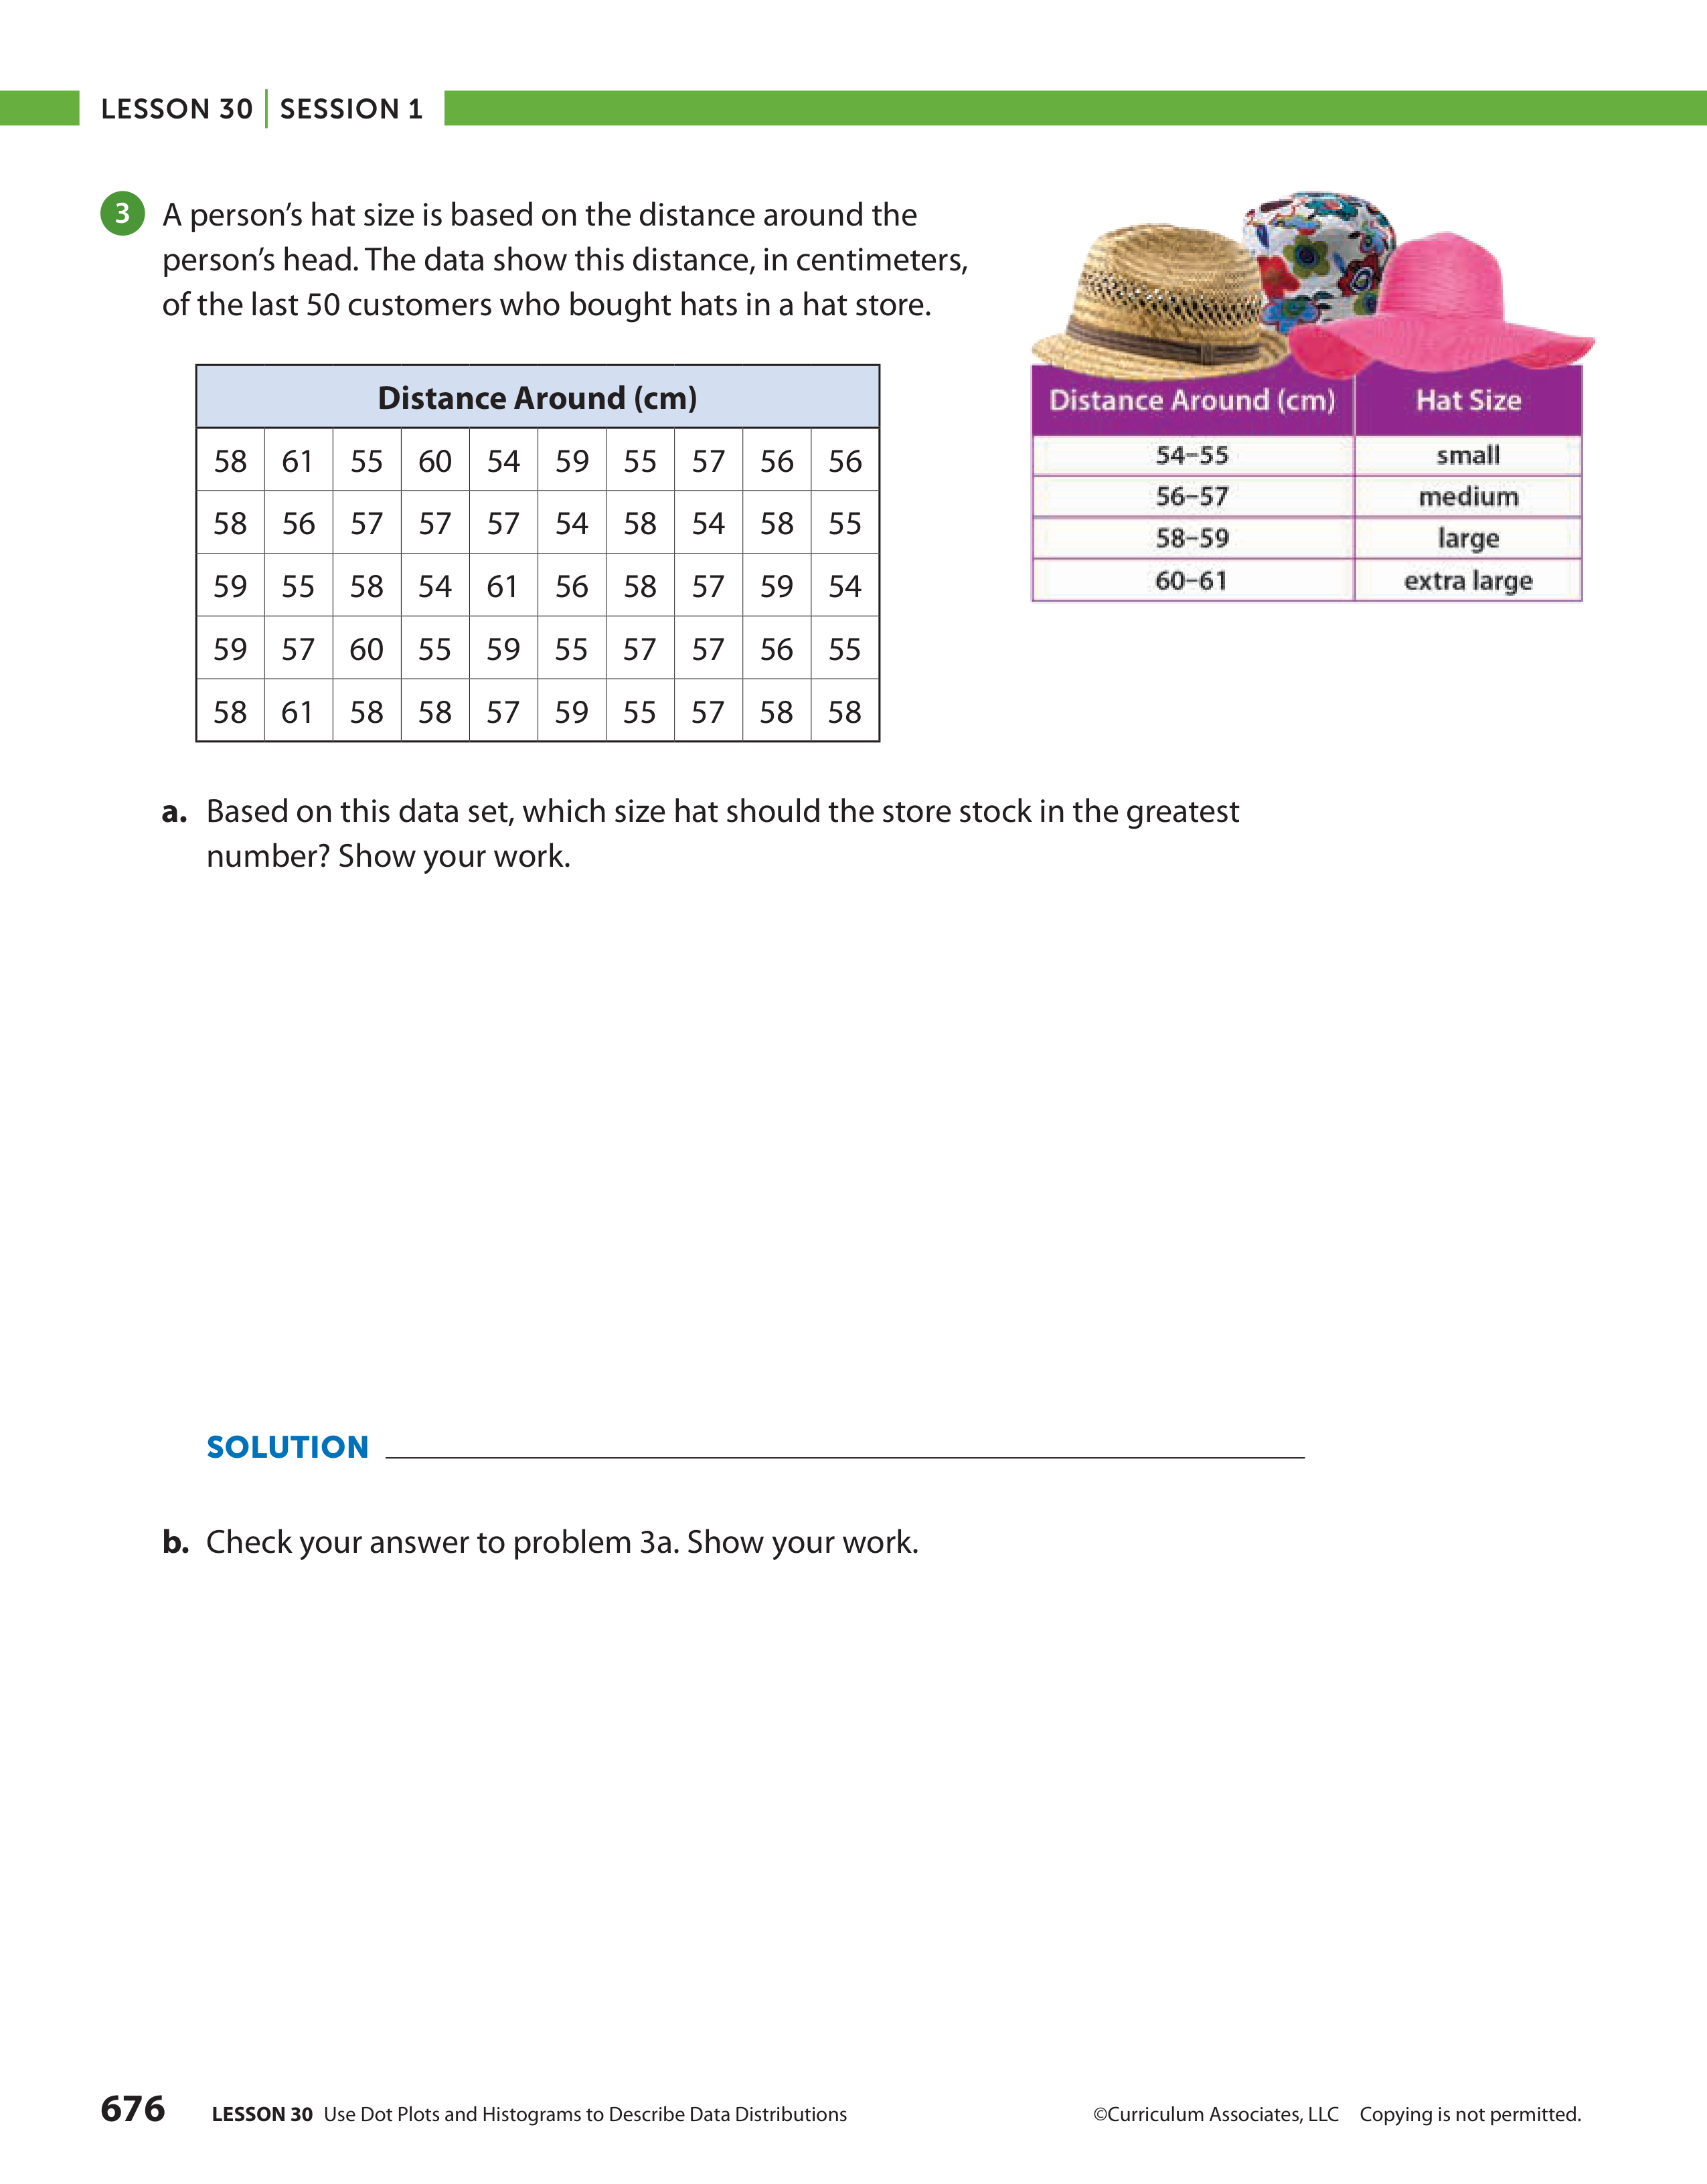 LESSON 30 | SESSION 1
3 A person's hat size is based on the distance around the
person's head. The data show this distance, in centimeters,
of the last 50 customers who bought hats in a hat store.
Distance Around (cm)
58 61 55 60 54 59 55 57 56 56
58 56 57 57 57 54 58 54 58 55
59 55 58 54 61 56 58 57 59 54
59 57 60 55 59 55 57 57 56 55
58 61 58 58 57 59 55 57 58 58
Distance Around (cm) Hat Size
54–55 small
56–57 medium
58–59 large
60–61 extra large
a. Based on this data set, which size hat should the store stock in the greatest
number? Show your work.
SOLUTION
b. Check your answer to problem 3a. Show your work.
676 LESSON 30 Use Dot Plots and Histograms to Describe Data Distributions ©Curriculum Associates, LLC Copying is not permitted.